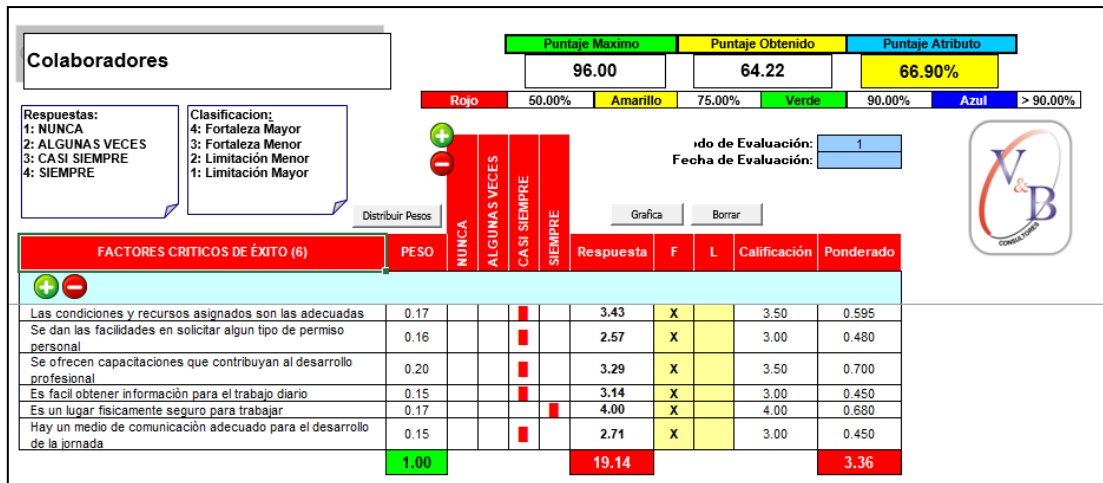 Colaboradores
Puntaje Maximo Puntaje Obtenido Puntaje Atributo
96.00 64.22 66.90%
Rojo 50.00% Amarillo 75.00% Verde 90.00% Azul > 90.00%
Respuestas:
1: NUNCA
2: ALGUNAS VECES
3: CASI SIEMPRE
4: SIEMPRE
Clasificacion:
4: Fortaleza Mayor
3: Fortaleza Menor
2: Limitación Menor
1: Limitación Mayor
do de Evaluación: 1
Fecha de Evaluación:
V&B
CONSULTORES
Distribuir Pesos
Grafica Borrar
FACTORES CRITICOS DE ÉXITO (6) PESO NUNCA ALGUNAS VECES CASI SIEMPRE SIEMPRE Respuesta F L Calificación Ponderado
Las condiciones y recursos asignados son las adecuadas 0.17 3.43 X 3.50 0.595
Se dan las facilidades en solicitar algun tipo de permiso
personal 0.16 2.57 X 3.00 0.480
Se ofrecen capacitaciones que contribuyan al desarrollo
profesional 0.20 3.29 X 3.50 0.700
Es facil obtener informaciòn para el trabajo diario 0.15 3.14 X 3.00 0.450
Es un lugar fisicamente seguro para trabajar 0.17 4.00 X 4.00 0.680
Hay un medio de comunicaciòn adecuado para el desarrollo
de la jornada 0.15 2.71 X 3.00 0.450
1.00 19.14 3.36